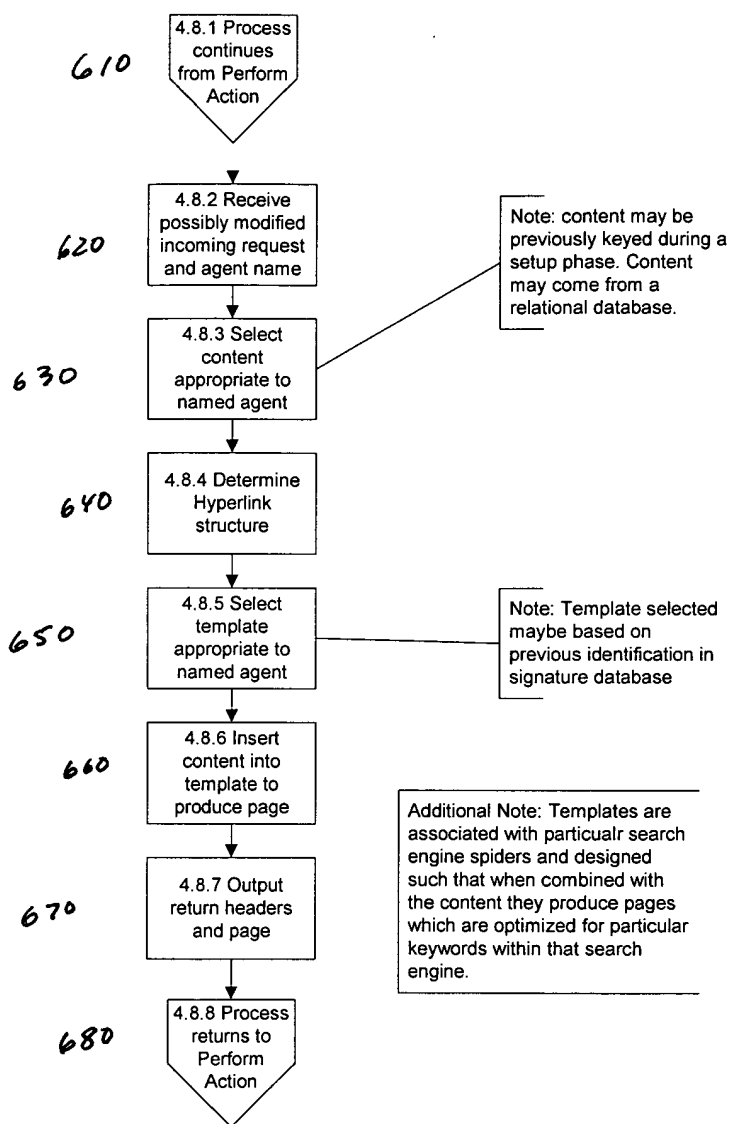 4.8.1 Process
continues
from Perform
Action
610
4.8.2 Receive
possibly modified
incoming request
and agent name
620
Note: content may be
previously keyed during a
setup phase. Content
may come from a
relational database.
4.8.3 Select
content
appropriate to
named agent
630
4.8.4 Determine
Hyperlink
structure
640
4.8.5 Select
template
appropriate to
named agent
650
Note: Template selected
maybe based on
previous identification in
signature database
4.8.6 Insert
content into
template to
produce page
660
Additional Note: Templates are
associated with particualr search
engine spiders and designed
such that when combined with
the content they produce pages
which are optimized for particular
keywords within that search
engine.
4.8.7 Output
return headers
and page
670
4.8.8 Process
returns to
Perform
Action
680